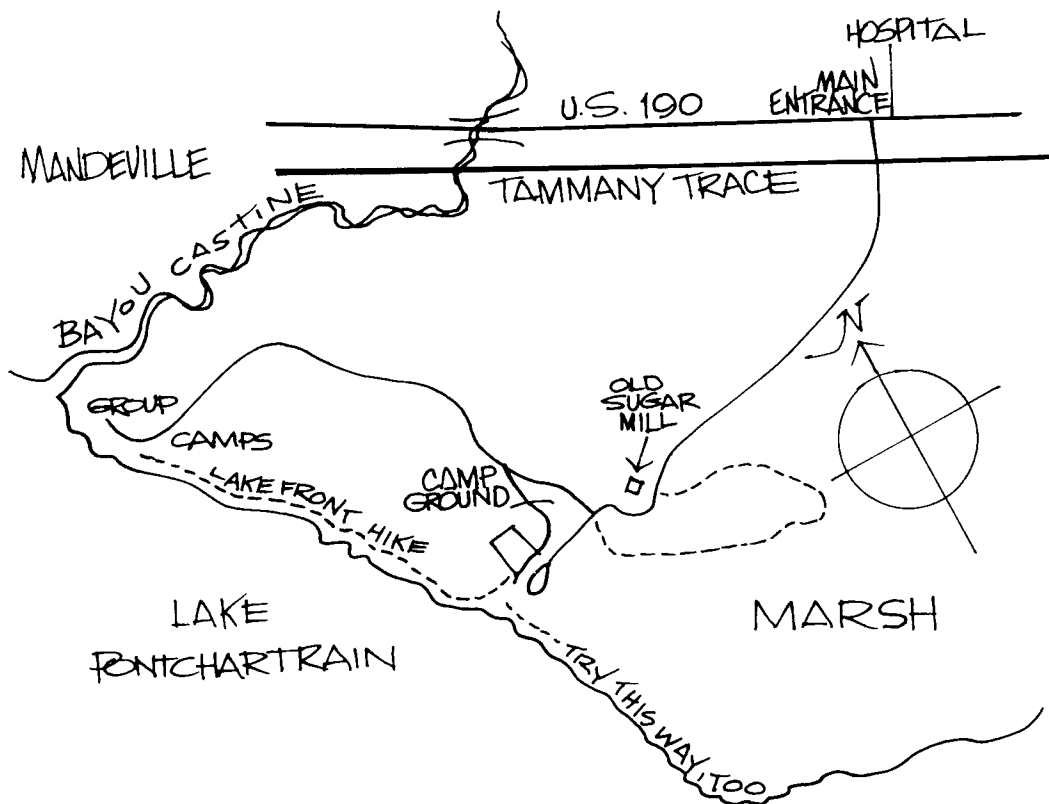 HOSPITAL
MAIN
ENTRANCE
U.S. 190
MANDEVILLE
TAMMANY TRACE
BAYOU CASTINE
N
OLD
SUGAR
MILL
GROUP
CAMPS
CAMP
GROUND
LAKE FRONT HIKE
LAKE
PONTCHARTRAIN
MARSH
TRY THIS WAY, TOO